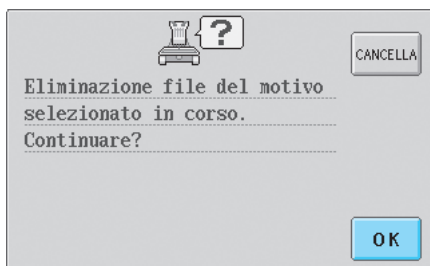 ?
CANCELLA
Eliminazione file del motivo
selezionato in corso.
Continuare?
OK